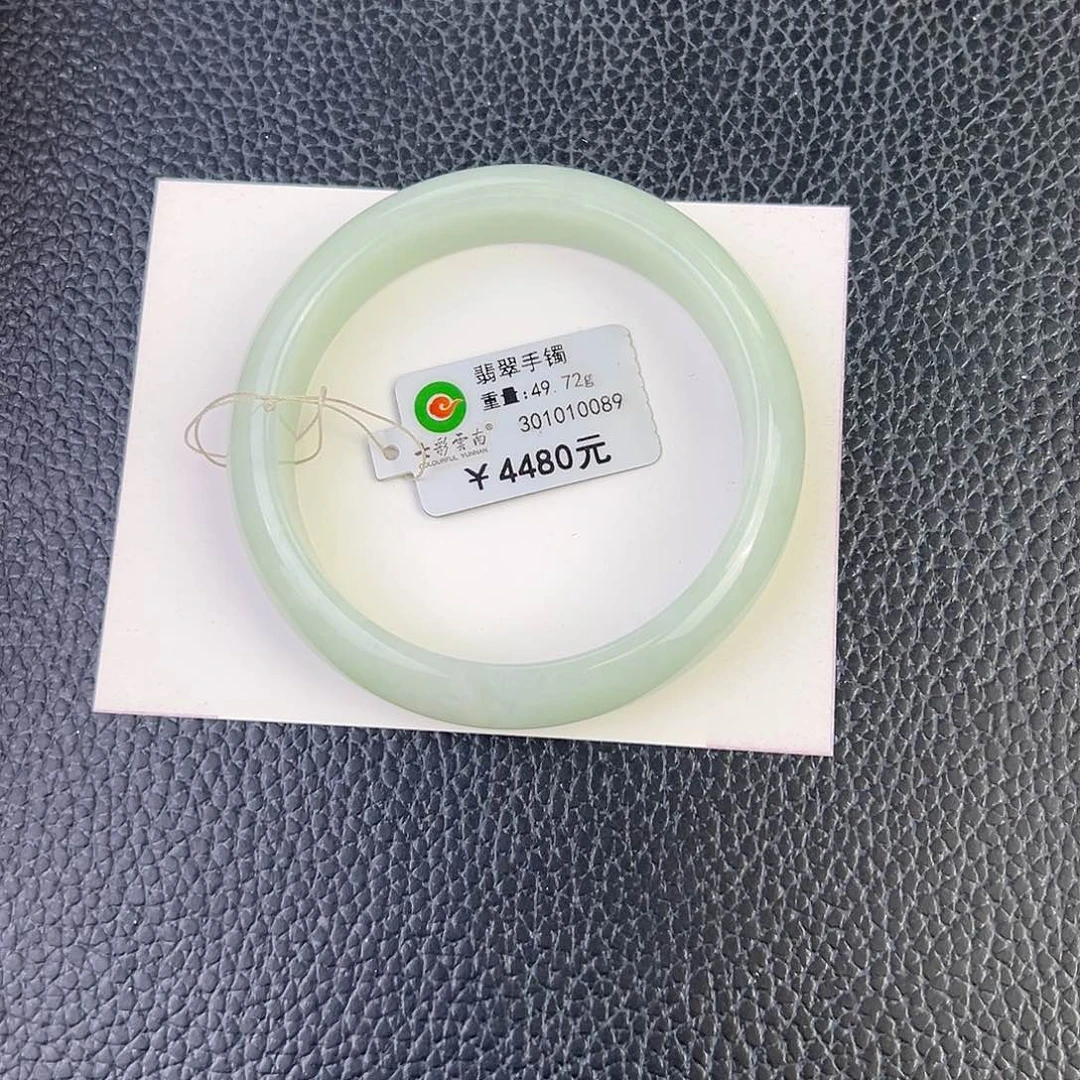 翡翠手镯
重量:49.72g
301010089
七彩雲南®
COLOURFUL YUNNAN
¥4480元